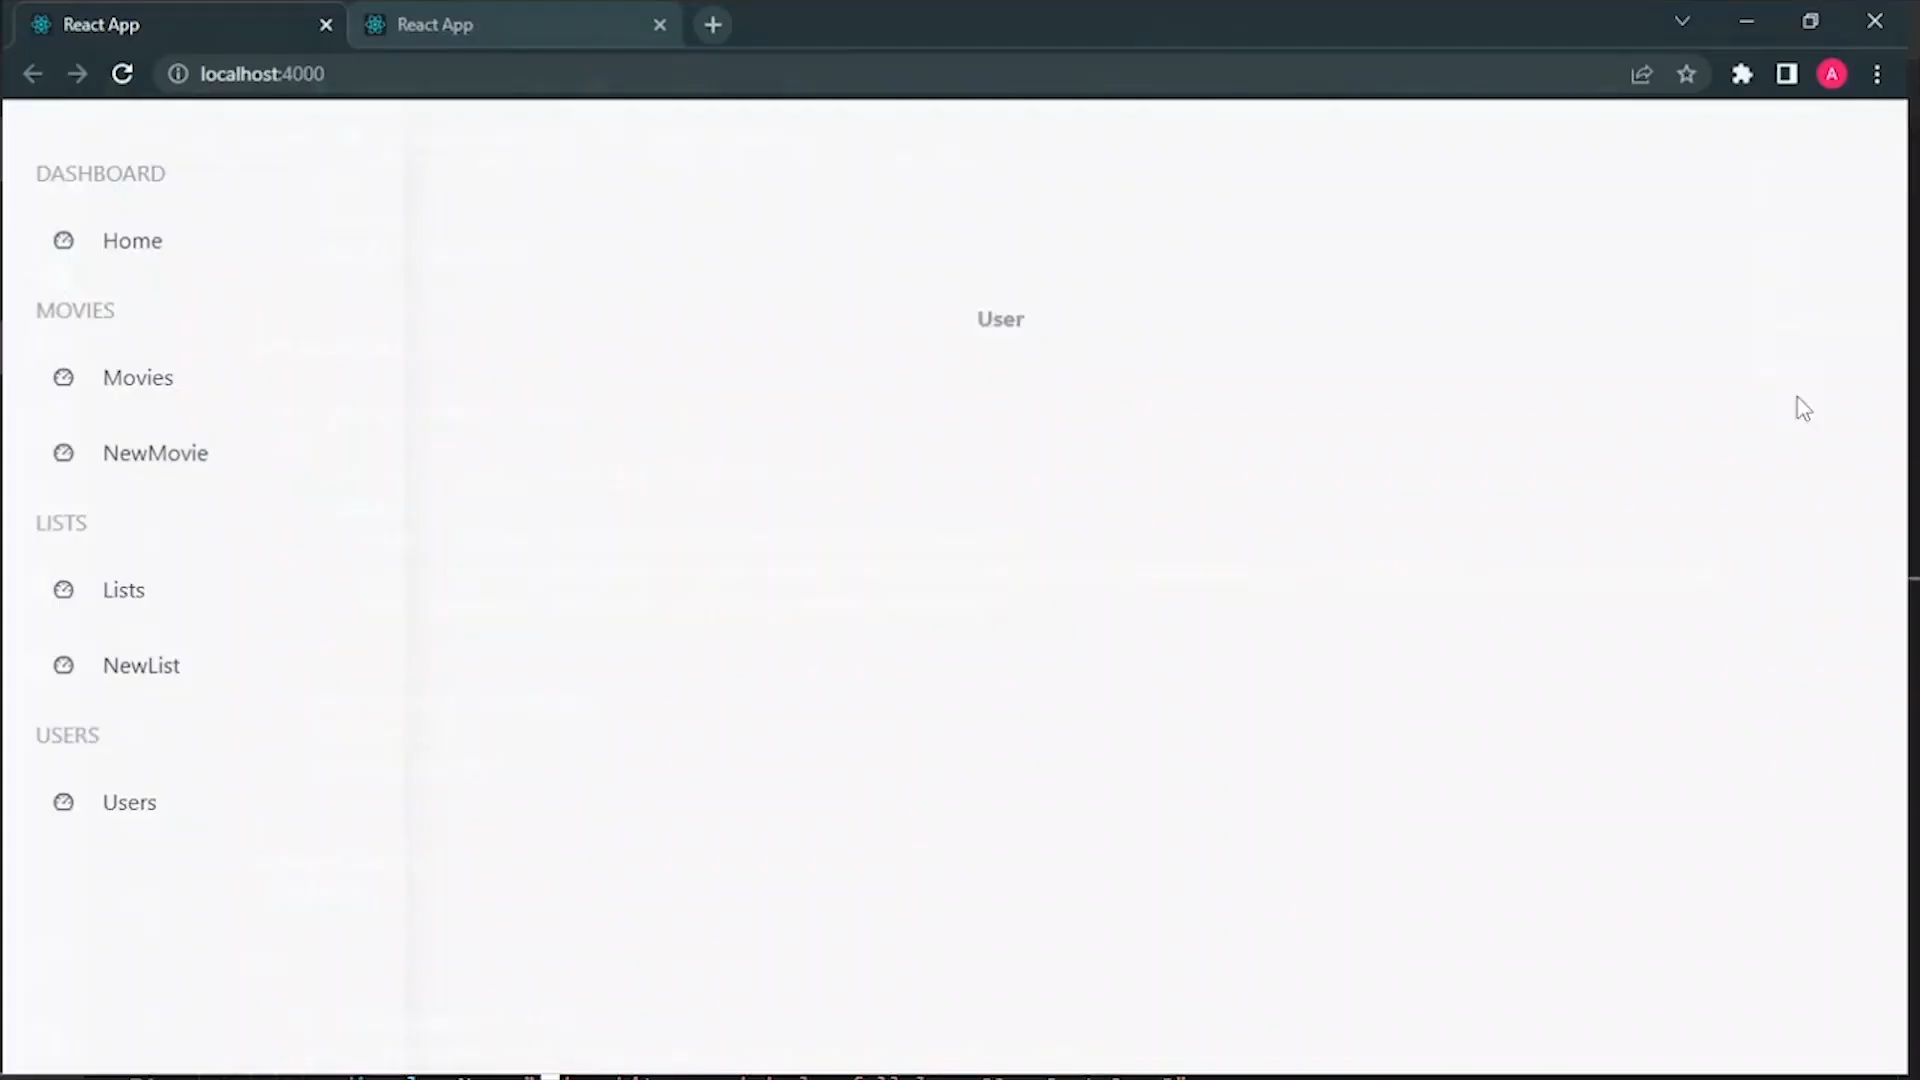 React App
React App
localhost:4000
A
DASHBOARD
Home
MOVIES
User
Movies
NewMovie
LISTS
Lists
NewList
USERS
Users